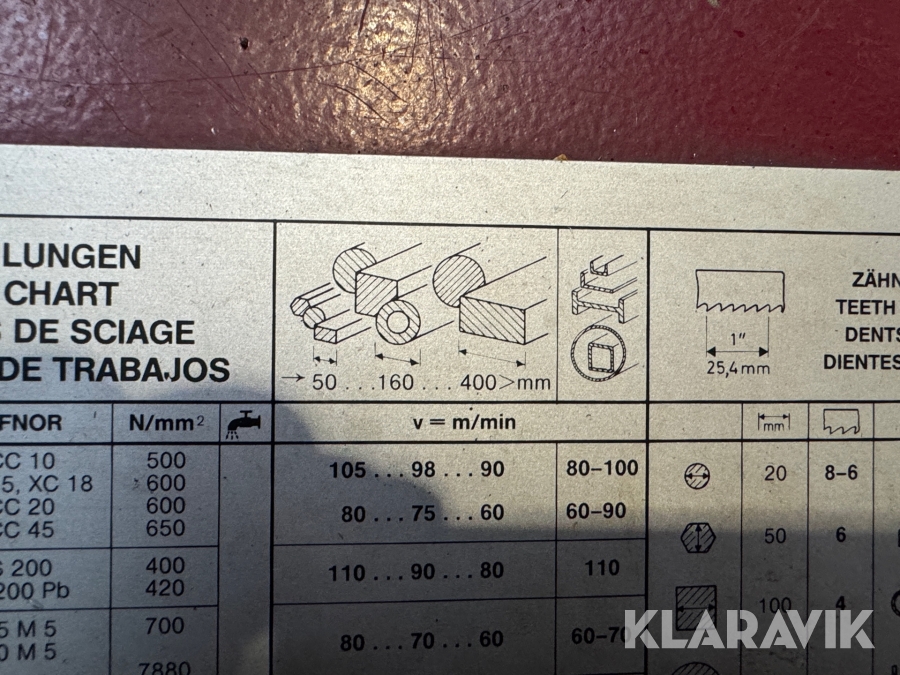 LUNGEN
CHART
DE SCIAGE
DE TRABAJOS
→ 50 ... 160 ... 400 > mm
1"
25,4 mm
ZÄHN
TEETH
DENTS
DIENTES
FNOR
N/mm²
v = m/min
mm
CC 10 500
5, XC 18 600
CC 20 600
CC 45 650
105 ... 98 ... 90 80–100
80 ... 75 ... 60 60–90
20 8-6
50 6
200 400
200 Pb 420
110 ... 90 ... 80 110
100 4
5 M 5 700
0 M 5
80 ... 70 ... 60 60–70
7880
KLARAVIK